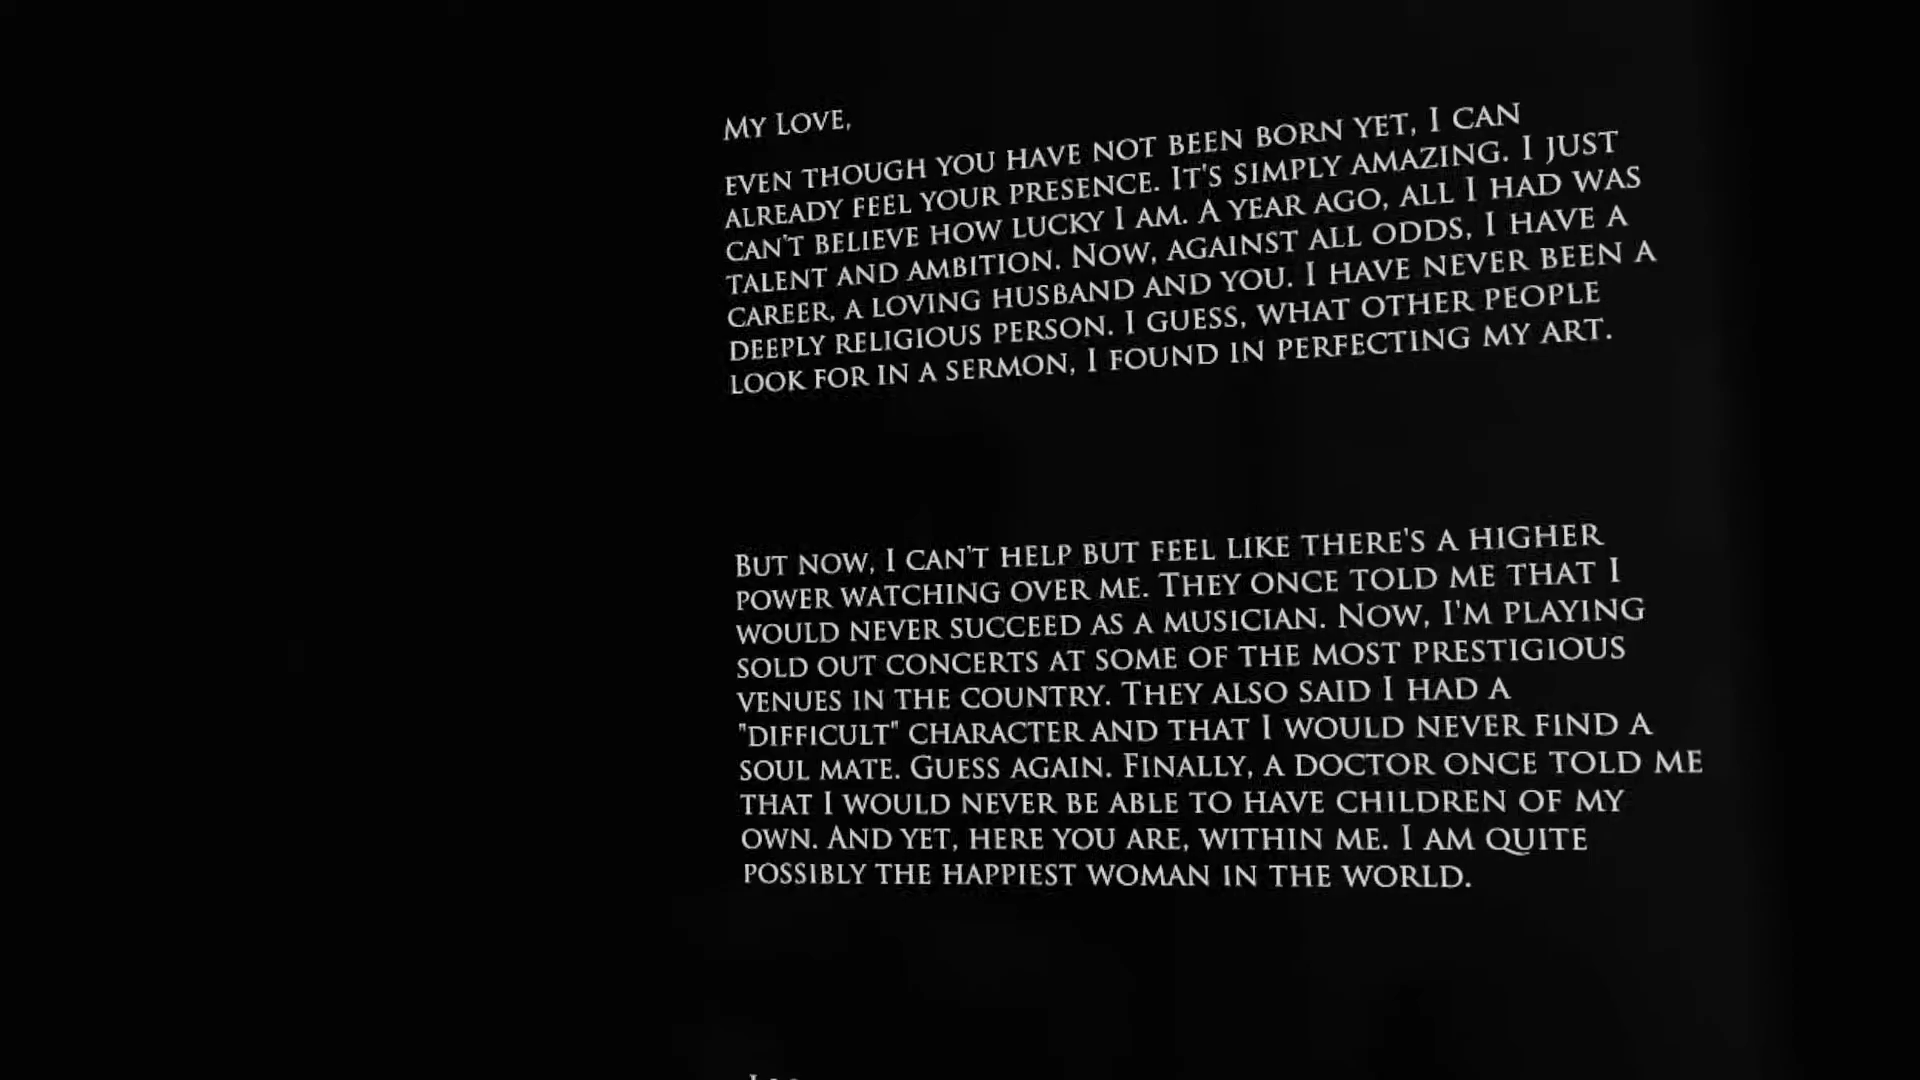 My Love,
even though you have not been born yet, I can
already feel your presence. It's simply amazing. I just
can't believe how lucky I am. A year ago, all I had was
talent and ambition. Now, against all odds, I have a
career, a loving husband and you. I have never been a
deeply religious person. I guess, what other people
look for in a sermon, I found in perfecting my art.
But now, I can't help but feel like there's a higher
power watching over me. They once told me that I
would never succeed as a musician. Now, I'm playing
sold out concerts at some of the most prestigious
venues in the country. They also said I had a
"difficult" character and that I would never find a
soul mate. Guess again. Finally, a doctor once told me
that I would never be able to have children of my
own. And yet, here you are, within me. I am quite
possibly the happiest woman in the world.